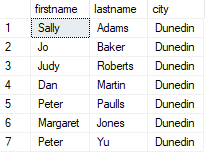 firstname lastname city
1 Sally Adams Dunedin
2 Jo Baker Dunedin
3 Judy Roberts Dunedin
4 Dan Martin Dunedin
5 Peter Paulls Dunedin
6 Margaret Jones Dunedin
7 Peter Yu Dunedin